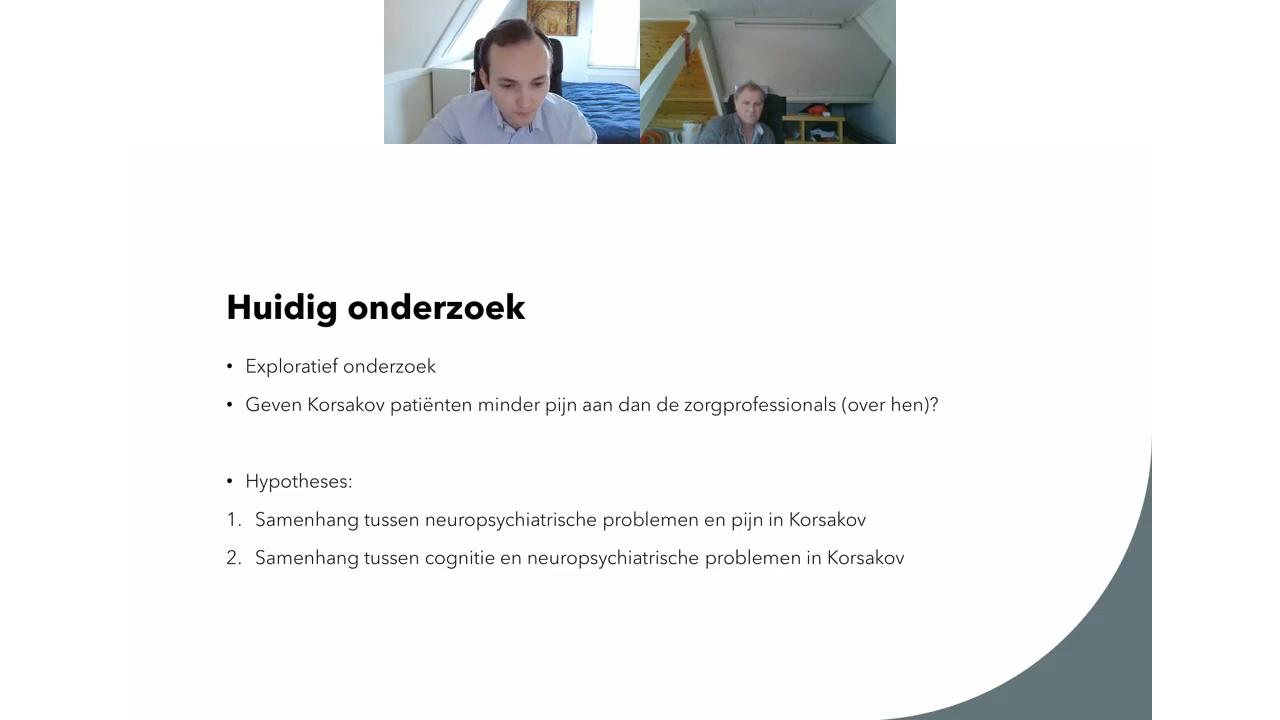 Huidig onderzoek
• Exploratief onderzoek
• Geven Korsakov patiënten minder pijn aan dan de zorgprofessionals (over hen)?
• Hypotheses:
1. Samenhang tussen neuropsychiatrische problemen en pijn in Korsakov
2. Samenhang tussen cognitie en neuropsychiatrische problemen in Korsakov